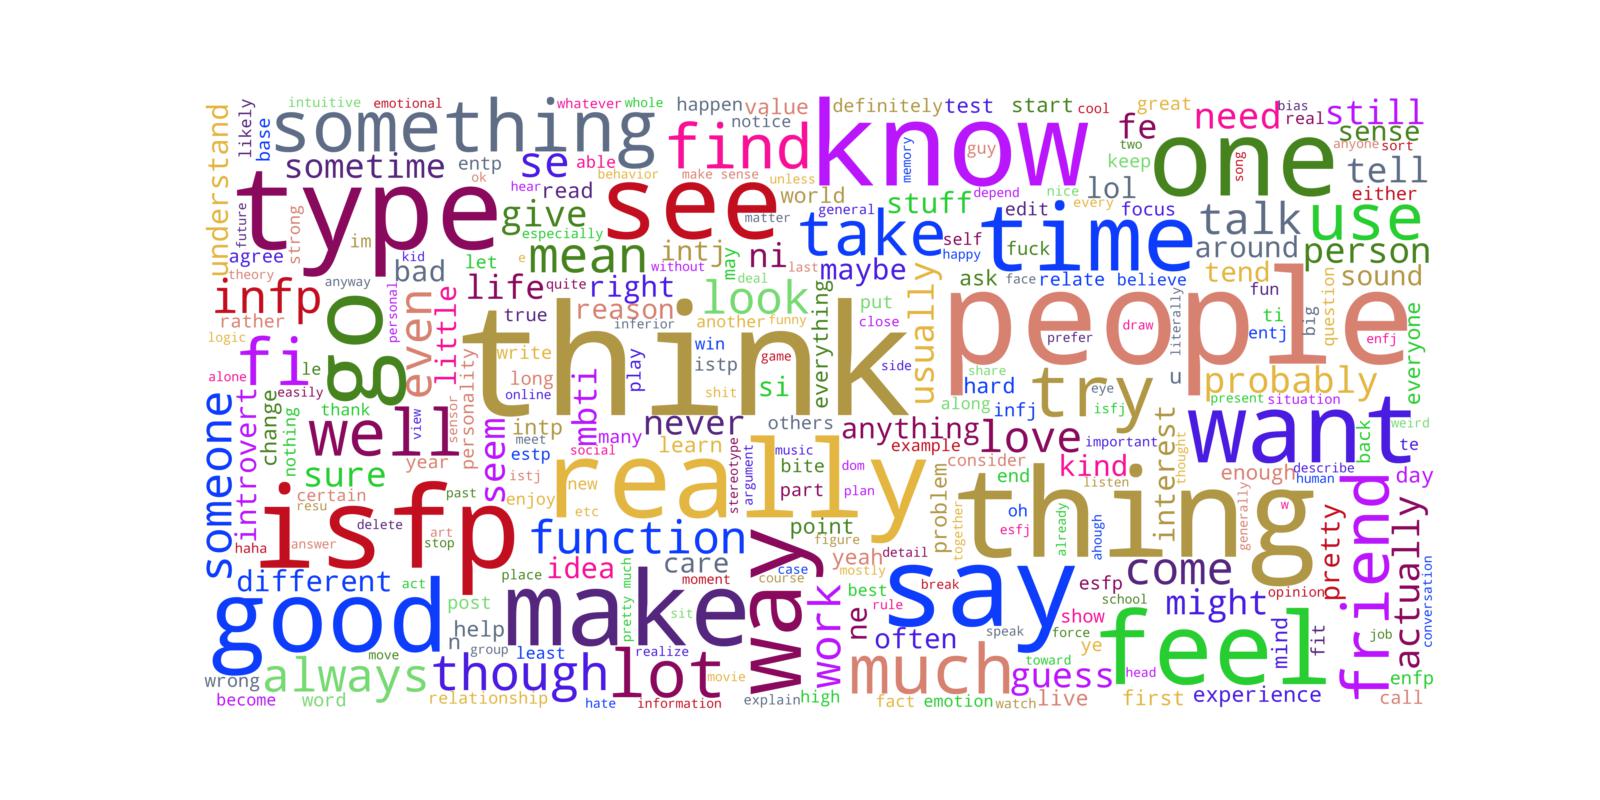 likely intuitive emotional whatever whole happen value definitely test start cool great need bias real still
understand base something notice find know memory guy fe two one song sense anyone sort
sometime entp ok se able behavior make sense unless keep tell
type hear read see world depend nice lol every either
future strong give especially matter general stuff edit focus talk use
agree im mean intj ni take self happy time fuck around person
theory kid bad let e without may deal last maybe ask face relate believe tend sound
anyway personal life quite right look everything put usually people fun question
infp go even little true reason inferior another funny close draw prefer literally ti big entj enfj everyone
rather logic fi think write win istp game side
alone le easily personality long online play shit si share hard try eye u probably
someone introvert change thank nothing well view sensor mbti never others along infj isfj present situation want weird
seem intp meet estp social many learn stereotype argument music anything example love important thought back te
sure year istj new really bite dom consider kind interest enough describe human day
certain resu past enjoy etc part plan problem end listen thing generally w
isfp delete art stop function point figure oh esfj already ahough together pretty friend actually
haha answer idea care way yeah detail mostly come conversation
different act place moment case course say break esfp opinion
good post make pretty much sit work best rule school might
help n group least realize ne often speak force show ye feel mind fit job
wrong always move though lot movie much guess toward head enfp
become word relationship hate information explain high fact emotion watch live first experience call